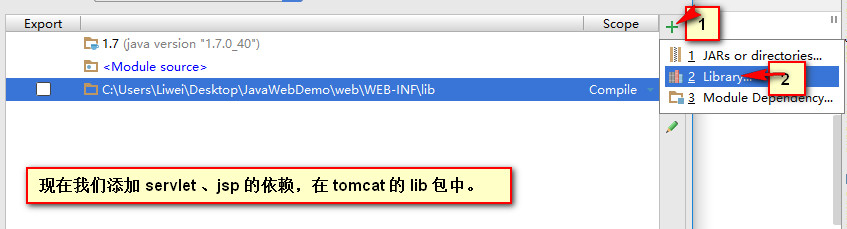 Export Scope
1.7 (java version "1.7.0_40")
<Module source>
C:\Users\Liwei\Desktop\JavaWebDemo\web\WEB-INF\lib Compile
1
1 JARs or directories...
2 Library...
2
3 Module Dependency...
现在我们添加 servlet 、jsp 的依赖，在 tomcat 的 lib 包中。